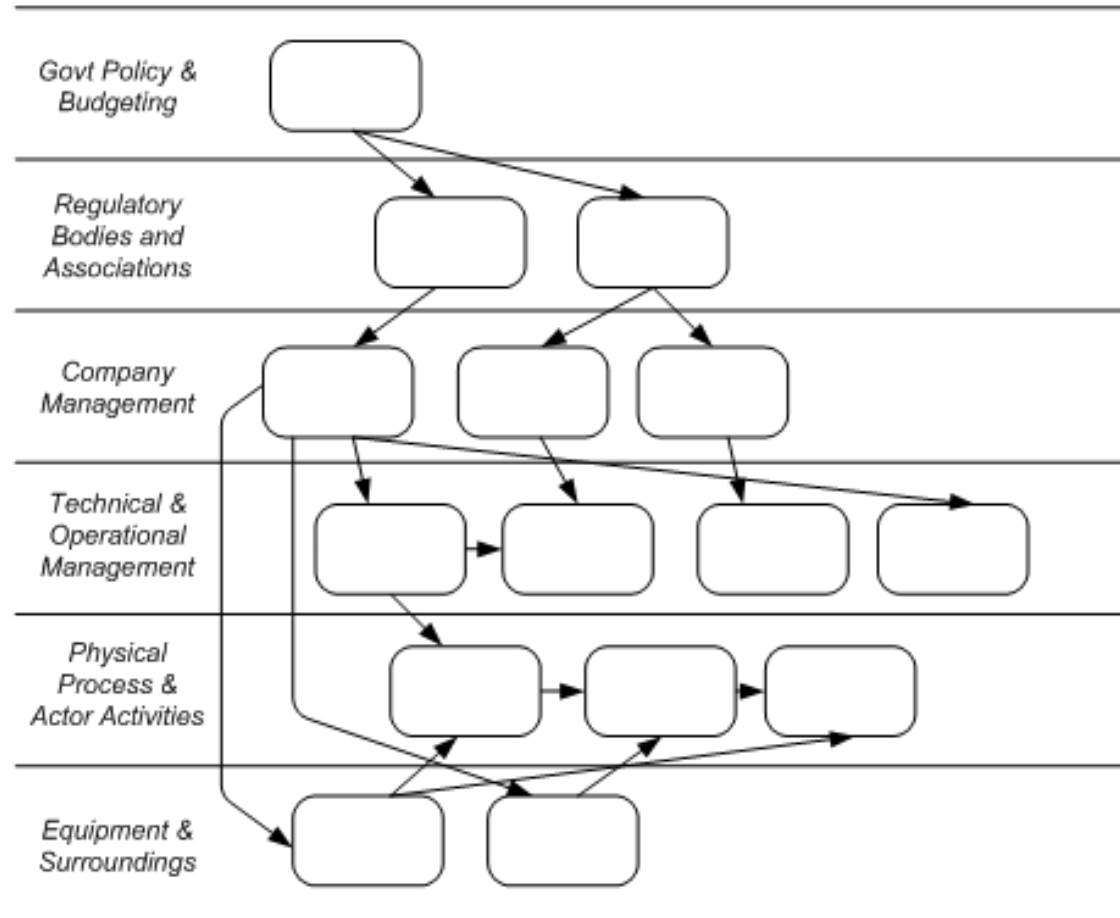 Govt Policy &
Budgeting
Regulatory
Bodies and
Associations
Company
Management
Technical &
Operational
Management
Physical
Process &
Actor Activities
Equipment &
Surroundings